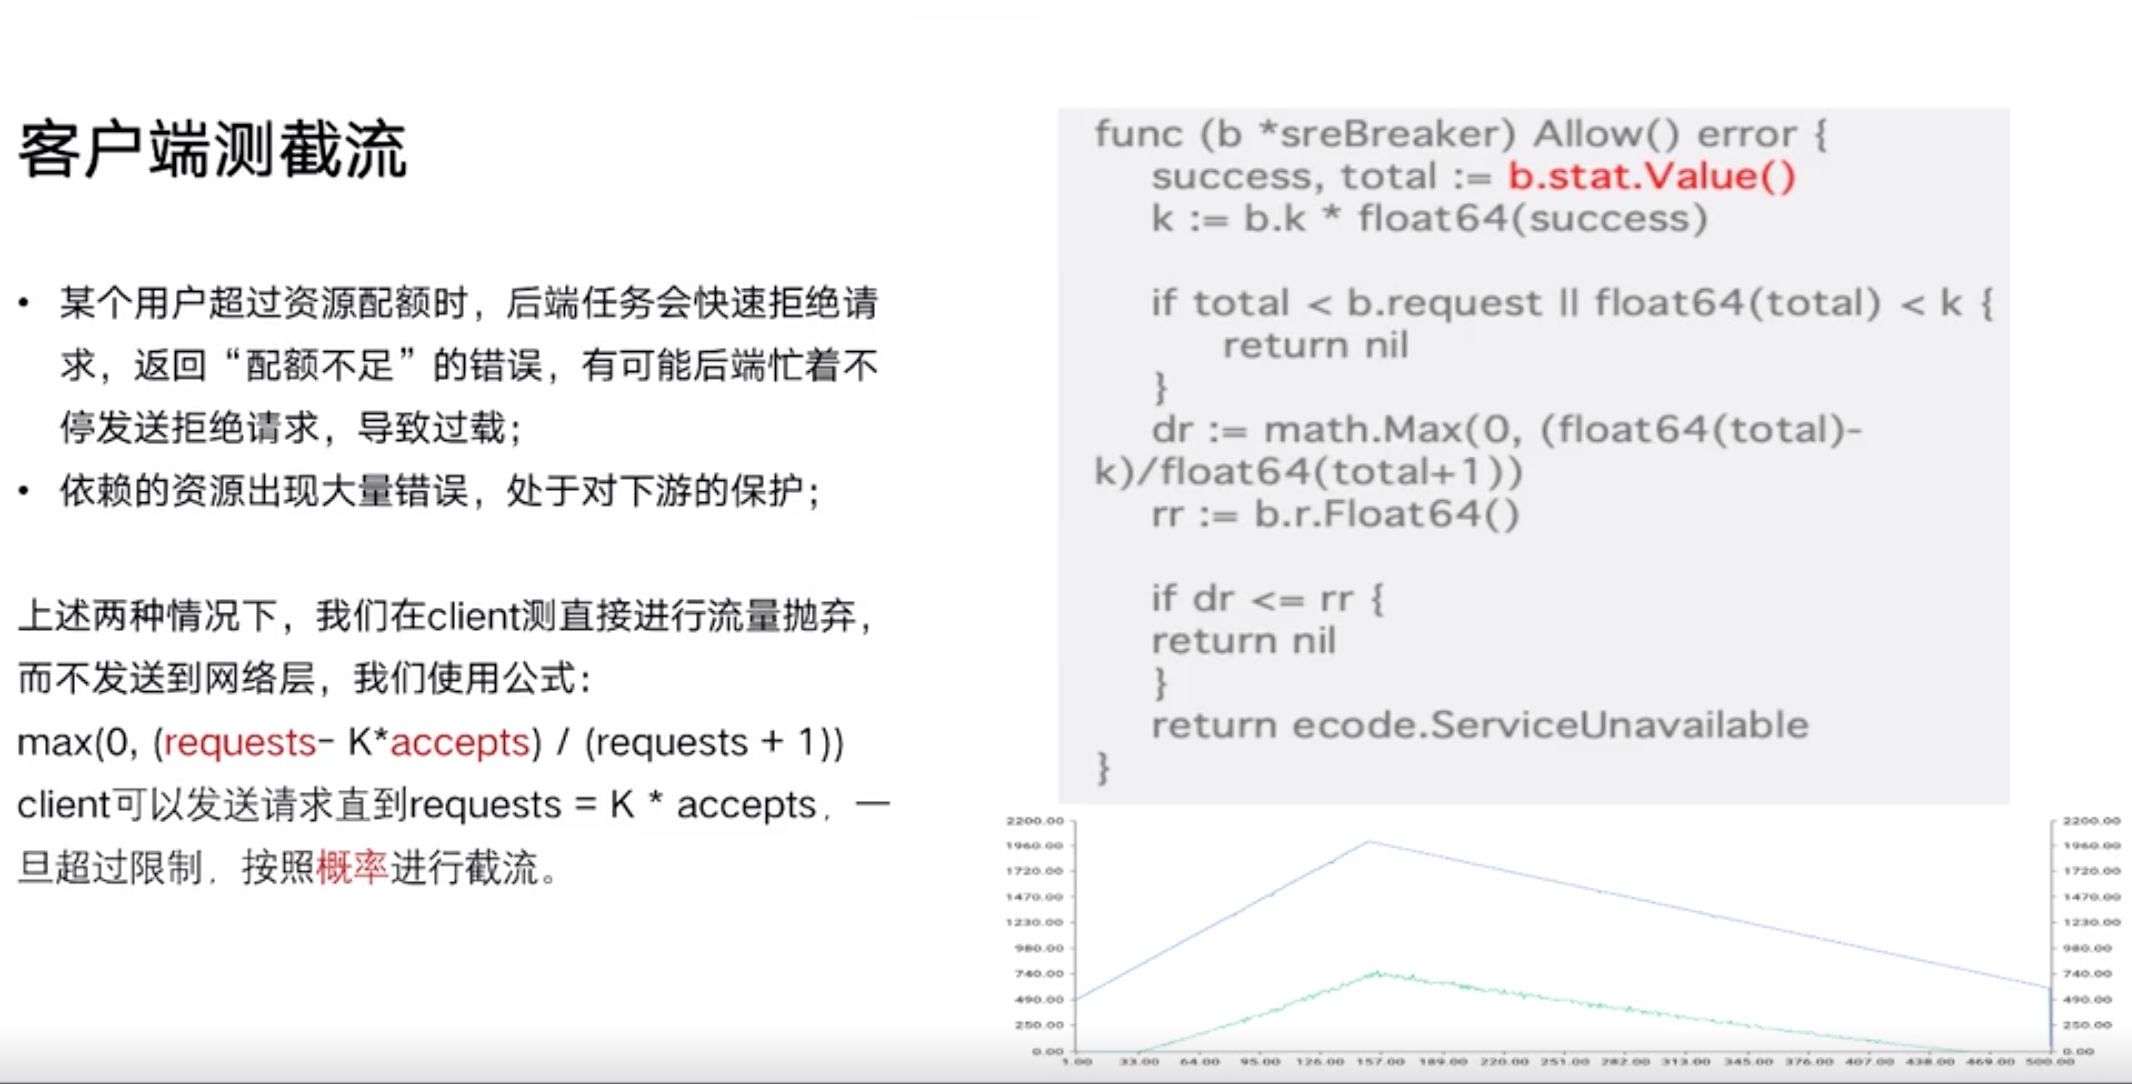 客户端测截流
• 某个用户超过资源配额时，后端任务会快速拒绝请
求，返回“配额不足”的错误，有可能后端忙着不
停发送拒绝请求，导致过载；
• 依赖的资源出现大量错误，处于对下游的保护；
上述两种情况下，我们在client测直接进行流量抛弃，
而不发送到网络层，我们使用公式：
max(0, (requests- K*accepts) / (requests + 1))
client可以发送请求直到requests = K * accepts，一
旦超过限制，按照概率进行截流。
func (b *sreBreaker) Allow() error {
success, total := b.stat.Value()
k := b.k * float64(success)
if total < b.request || float64(total) < k {
return nil
}
dr := math.Max(0, (float64(total)-
k)/float64(total+1))
rr := b.r.Float64()
if dr <= rr {
return nil
}
return ecode.ServiceUnavailable
}
2200.00 2200.00
1960.00 1960.00
1720.00 1720.00
1470.00 1470.00
1230.00 1230.00
980.00 980.00
740.00 740.00
490.00 490.00
250.00 250.00
0.00 0.00
1.00 33.00 64.00 95.00 126.00 157.00 189.00 220.00 251.00 282.00 313.00 345.00 376.00 407.00 438.00 469.00 500.00